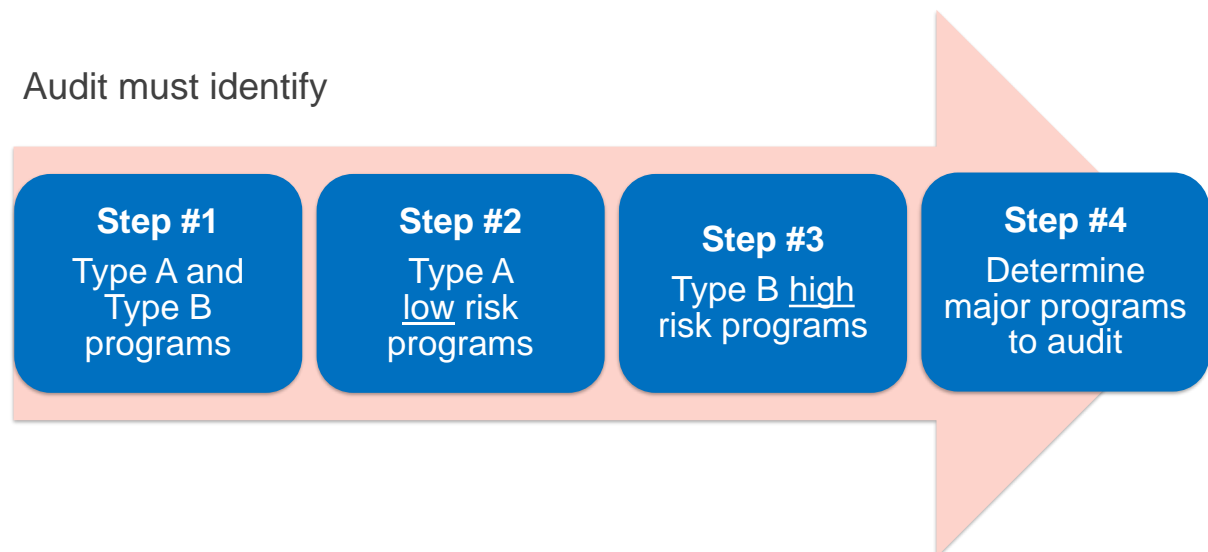 Audit must identify
Step #1
Type A and
Type B
programs
Step #2
Type A
low risk
programs
Step #3
Type B high
risk programs
Step #4
Determine
major programs
to audit